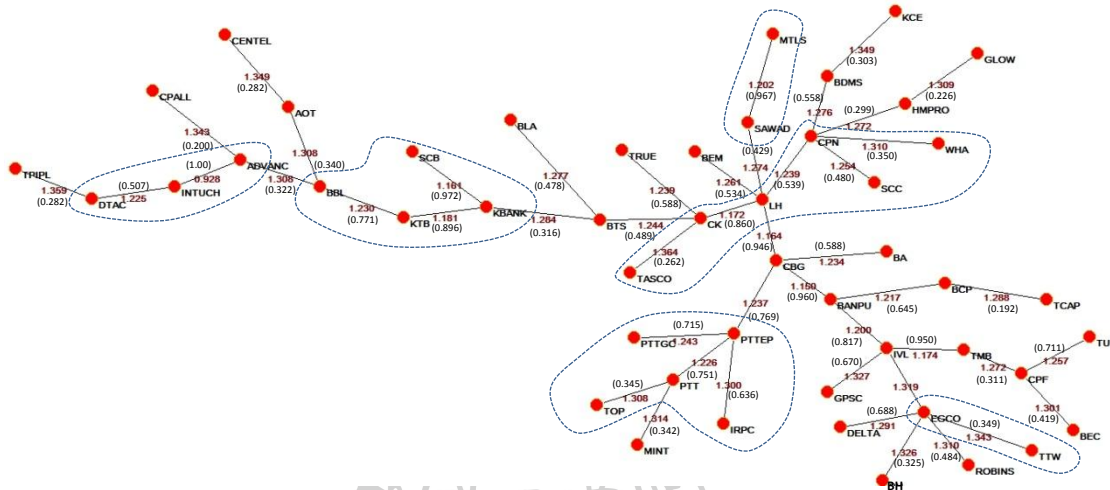 KCE
CENTEL
MTLS
1.349
(0.303)
GLOW
1.349
(0.282)
1.202
(0.967)
BDMS
1.309
(0.226)
CPALL
(0.558)
AOT
(0.299)
HMPRO
1.276
BLA
SAWAD
1.272
CPN
1.343
(0.200)
WHA
1.310
(0.350)
(0.429)
SCB
TRUE
BEM
1.308
(0.340)
(1.00)
ADVANC
1.274
1.254
(0.480)
SCC
TRIPL
1.308
(0.322)
1.161
(0.972)
1.277
(0.478)
1.261
(0.534)
1.239
(0.539)
0.928
INTUCH
(0.507)
BBL
1.239
(0.588)
1.359
(0.282)
DTAC
1.225
1.230
(0.771)
KTB
1.181
(0.896)
KBANK
1.284
(0.316)
BTS
1.244
(0.489)
CK
1.172
(0.860)
LH
1.164
(0.946)
1.364
(0.262)
TASCO
(0.588)
BA
1.234
CBG
1.150
(0.960)
BANPU
1.217
(0.645)
BCP
1.288
(0.192)
TCAP
1.237
(0.769)
(0.715)
PTTGC
1.243
PTTEP
1.200
(0.817)
(0.950)
1.174
TMB
(0.711)
TU
1.257
IVL
1.226
(0.751)
PTT
(0.670)
1.327
GPSC
1.272
(0.311)
CPF
(0.345)
TOP
1.308
1.300
(0.636)
1.319
1.301
(0.419)
BEC
1.314
(0.342)
MINT
IRPC
(0.688)
DELTA
1.291
EGCO
(0.349)
1.343
TTW
1.326
(0.325)
BH
1.310
(0.484)
ROBINS